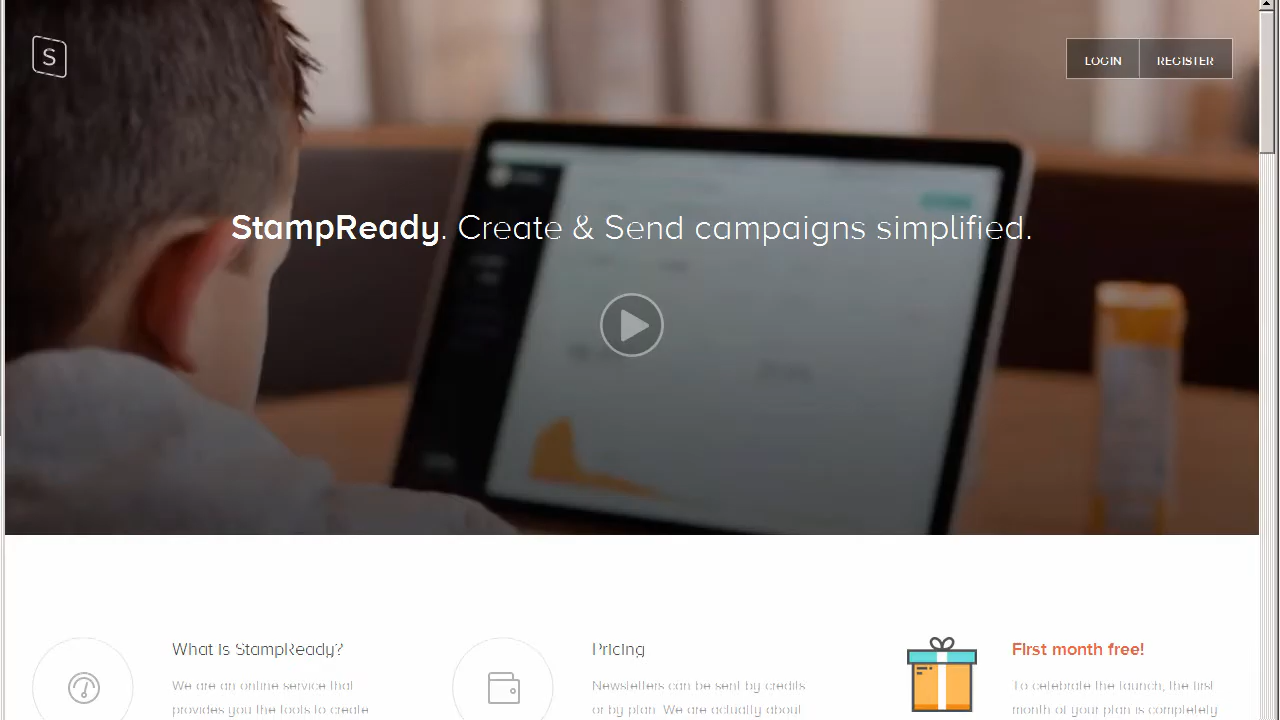 S
LOGIN
REGISTER
StampReady. Create & Send campaigns simplified.
What is StampReady?
We are an online service that
provides you the tools to create
Pricing
Newsletters can be sent by credits
or by plan. We are actually about
First month free!
To celebrate the launch, the first
month of your plan is completely